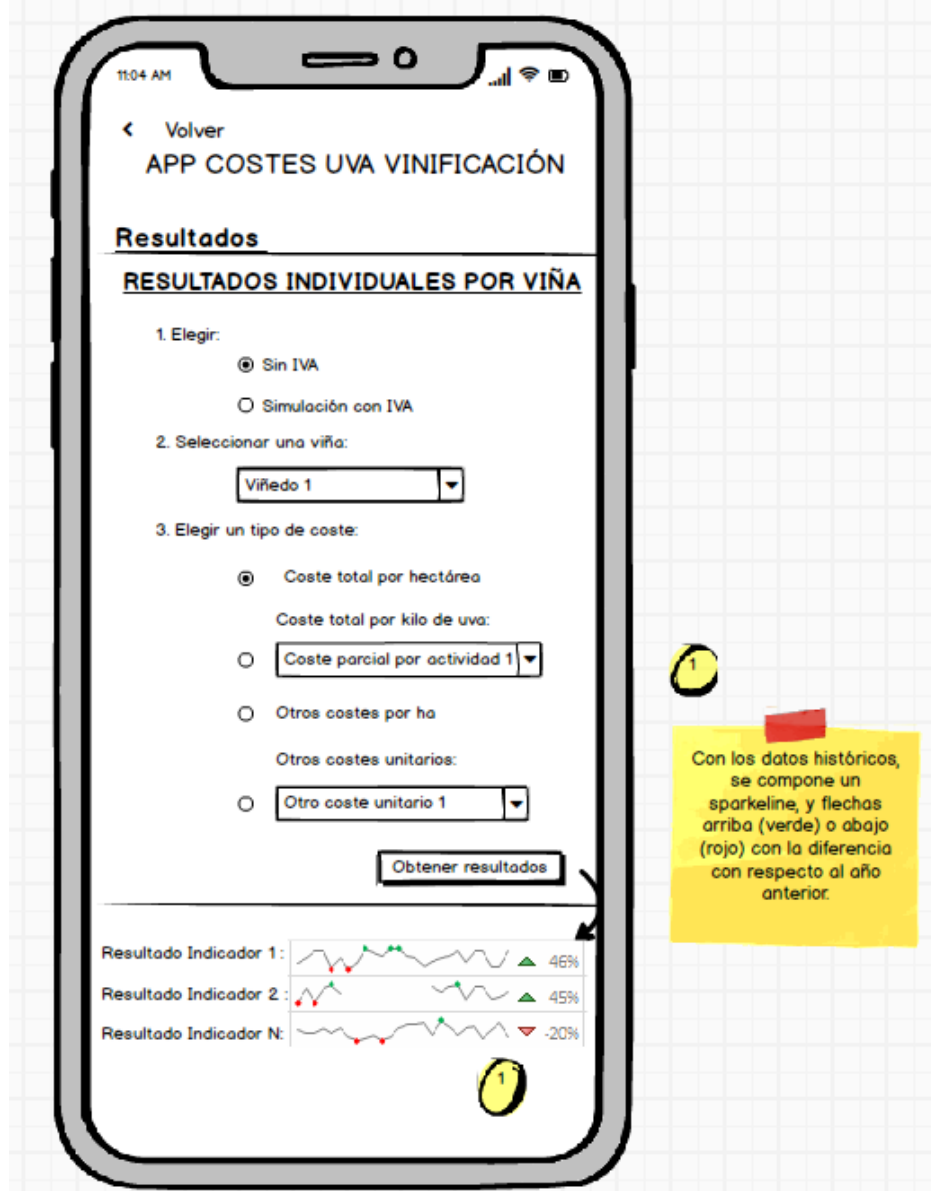 11:04 AM
Volver
APP COSTES UVA VINIFICACIÓN
Resultados
RESULTADOS INDIVIDUALES POR VIÑA
1. Elegir:
Sin IVA
Simulación con IVA
2. Seleccionar una viña:
Viñedo 1
3. Elegir un tipo de coste:
Coste total por hectárea
Coste total por kilo de uva:
Coste parcial por actividad 1
Otros costes por ha
Otros costes unitarios:
Otro coste unitario 1
Obtener resultados
Resultado Indicador 1 : 46%
Resultado Indicador 2 : 45%
Resultado Indicador N: -20%
1
1
Con los datos históricos,
se compone un
sparkeline, y flechas
arriba (verde) o abajo
(rojo) con la diferencia
con respecto al año
anterior.